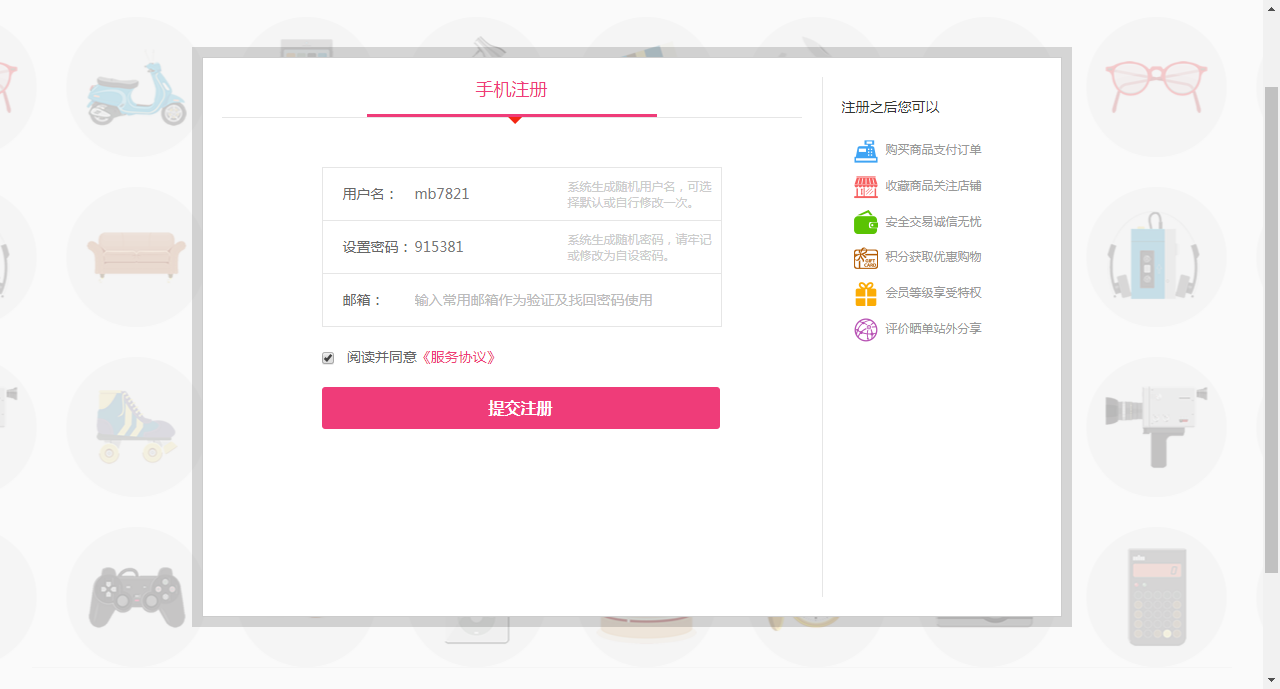 手机注册
用户名： mb7821
系统生成随机用户名，可选
择默认或自行修改一次。
设置密码： 915381
系统生成随机密码，请牢记
或修改为自设密码。
邮箱： 输入常用邮箱作为验证及找回密码使用
阅读并同意《服务协议》
提交注册
注册之后您可以
购买商品支付订单
收藏商品关注店铺
安全交易诚信无忧
积分获取优惠购物
会员等级享受特权
评价晒单站外分享